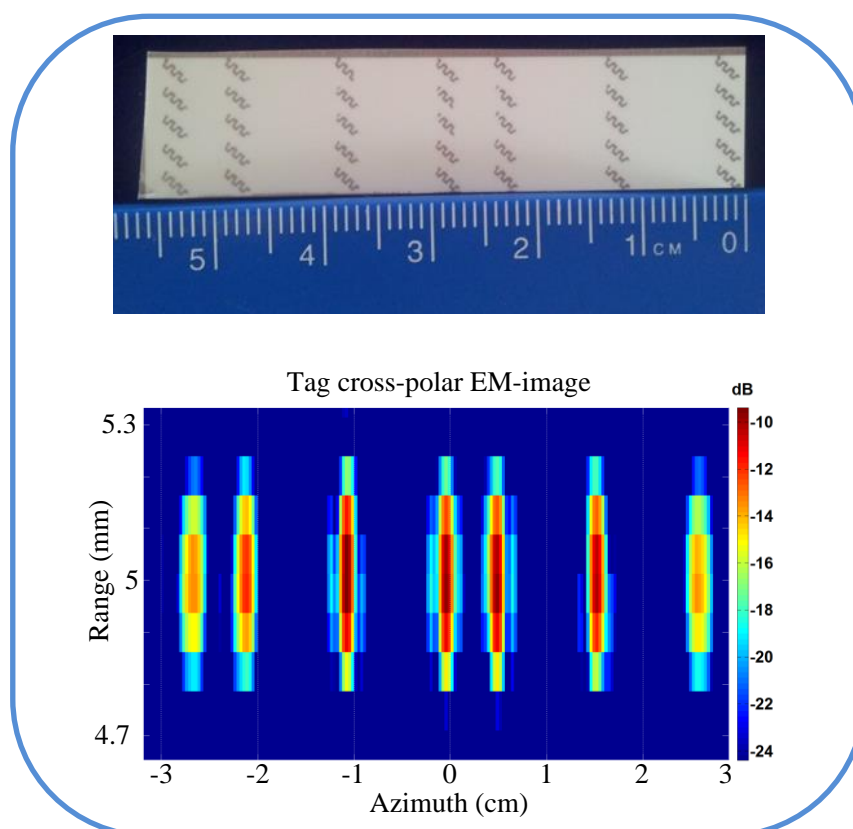 5 4 3 2 1 CM 0
Tag cross-polar EM-image
dB
5.3
5
4.7
Range (mm)
-10
-12
-14
-16
-18
-20
-22
-24
-3 -2 -1 0 1 2 3
Azimuth (cm)